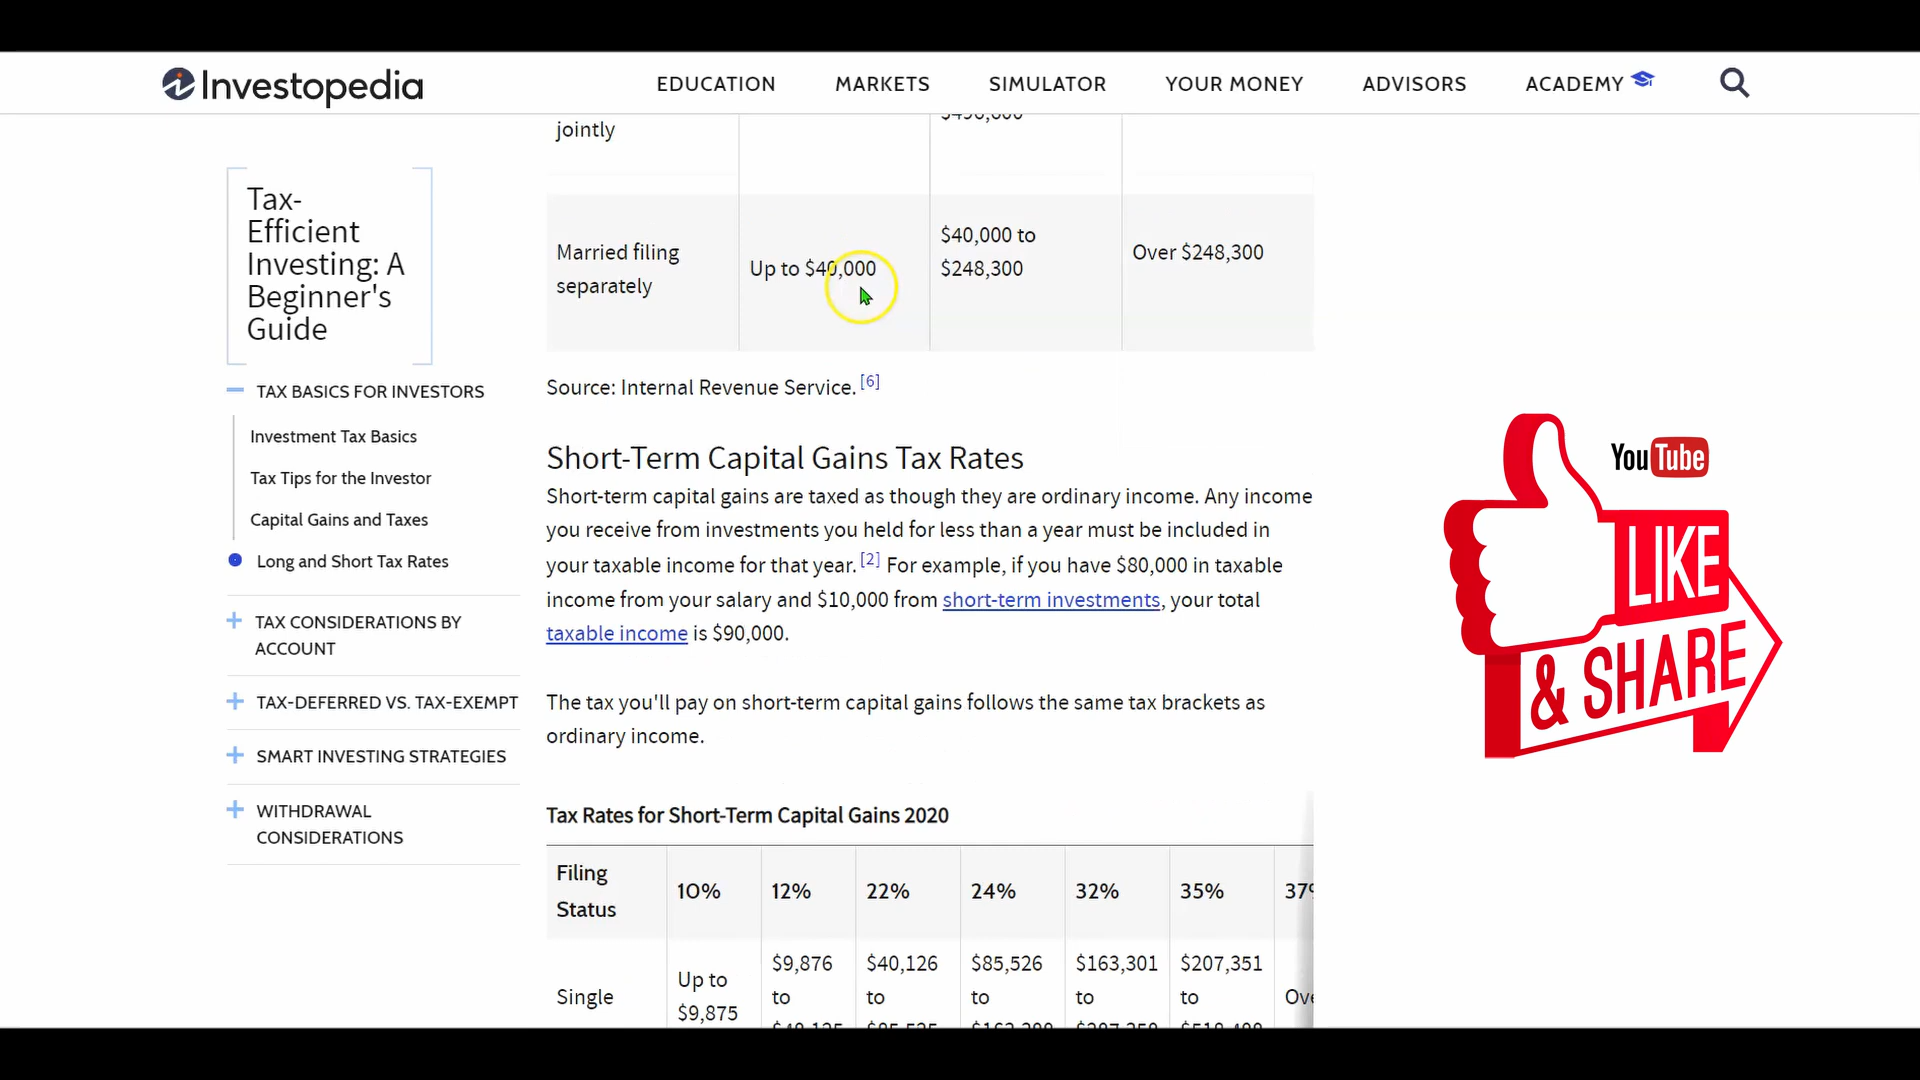 Investopedia
EDUCATION
MARKETS
SIMULATOR
YOUR MONEY
ADVISORS
ACADEMY
Tax-
Efficient
Investing: A
Beginner's
Guide
TAX BASICS FOR INVESTORS
Investment Tax Basics
Tax Tips for the Investor
Capital Gains and Taxes
Long and Short Tax Rates
TAX CONSIDERATIONS BY
ACCOUNT
TAX-DEFERRED VS. TAX-EXEMPT
SMART INVESTING STRATEGIES
WITHDRAWAL
CONSIDERATIONS
jointly
Married filing
separately
Up to $40,000
$40,000 to
$248,300
Over $248,300
Source: Internal Revenue Service. [6]
Short-Term Capital Gains Tax Rates
Short-term capital gains are taxed as though they are ordinary income. Any income
you receive from investments you held for less than a year must be included in
your taxable income for that year. [2] For example, if you have $80,000 in taxable
income from your salary and $10,000 from short-term investments, your total
taxable income is $90,000.
The tax you'll pay on short-term capital gains follows the same tax brackets as
ordinary income.
Tax Rates for Short-Term Capital Gains 2020
Filing
Status
10%
12%
22%
24%
32%
35%
Single
Up to
$9,875
$9,876
to
$40,126
to
$85,526
to
$163,301
to
$207,351
to
YouTube
LIKE
& SHARE